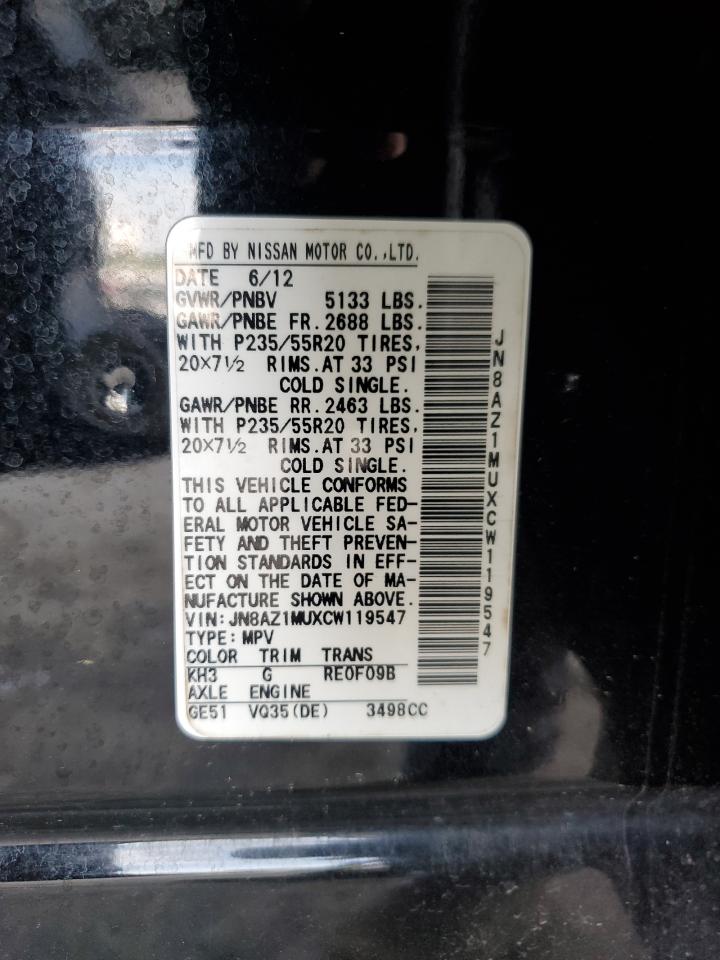 MFD BY NISSAN MOTOR CO.,LTD.
DATE 6/12
GVWR/PNBV 5133 LBS.
GAWR/PNBE FR.2688 LBS.
WITH P235/55R20 TIRES,
20×7½ RIMS.AT 33 PSI
COLD SINGLE.
GAWR/PNBE RR.2463 LBS.
WITH P235/55R20 TIRES,
20×7½ RIMS.AT 33 PSI
COLD SINGLE.
THIS VEHICLE CONFORMS
TO ALL APPLICABLE FED-
ERAL MOTOR VEHICLE SA-
FETY AND THEFT PREVEN-
TION STANDARDS IN EFF-
ECT ON THE DATE OF MA-
NUFACTURE SHOWN ABOVE.
VIN:JN8AZ1MUXCW119547
TYPE:MPV
COLOR TRIM TRANS
KH3 G RE0F09B
AXLE ENGINE
GE51 VQ35(DE) 3498CC
JN8AZ1MUXCW119547